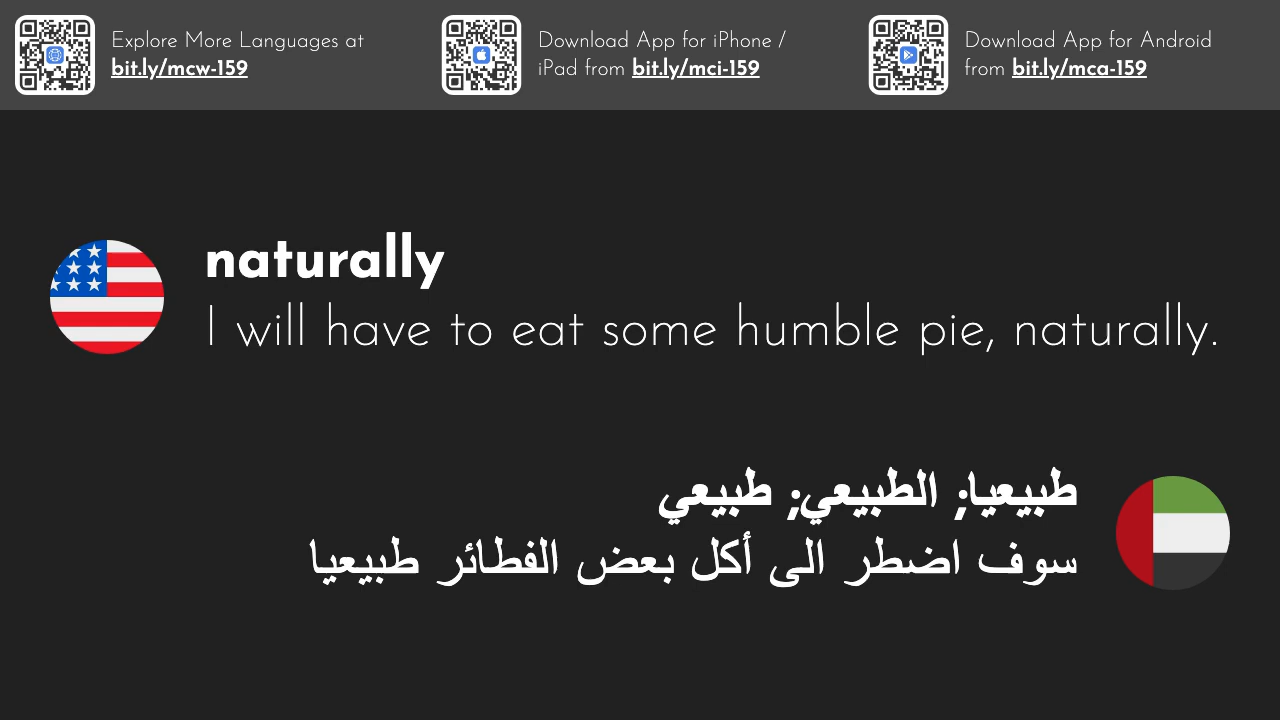 Explore More Languages at
bit.ly/mcw-159
Download App for iPhone /
iPad from bit.ly/mci-159
Download App for Android
from bit.ly/mca-159
naturally
I will have to eat some humble pie, naturally.
طبيعيا; الطبيعي; طبيعي
سوف اضطر الى أكل بعض الفطائر طبيعيا